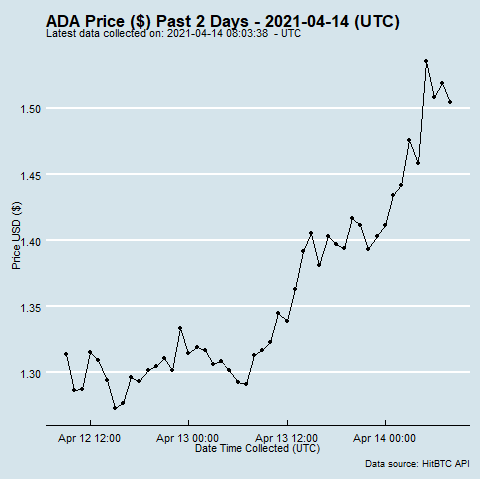 ADA Price ($) Past 2 Days - 2021-04-14 (UTC)
Latest data collected on: 2021-04-14 08:03:38 - UTC
1.50
1.45
1.40
1.35
1.30
Price USD ($)
Apr 12 12:00 Apr 13 00:00 Apr 13 12:00 Apr 14 00:00
Date Time Collected (UTC)
Data source: HitBTC API